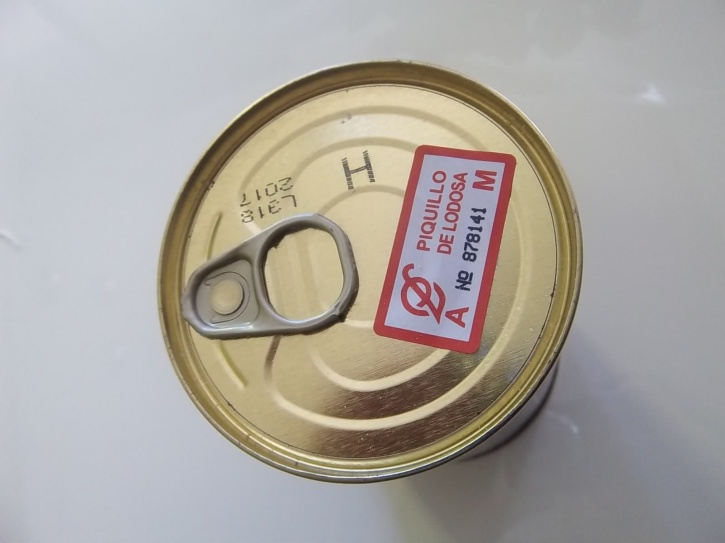 PIQUILLO
DE LODOSA
Nº 878141
A
M
H
L318
2017